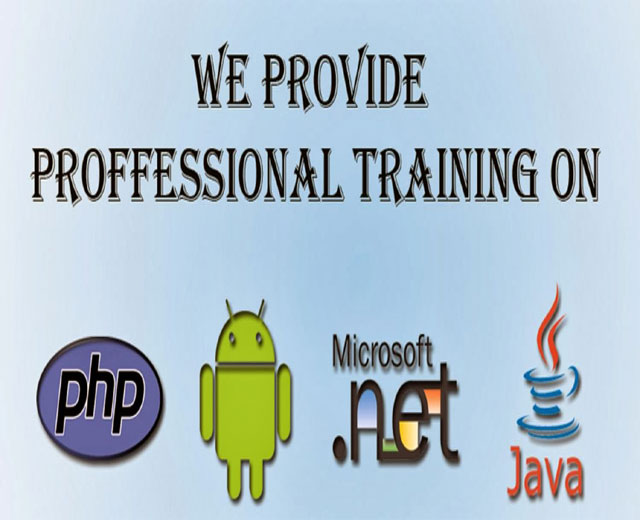 WE PROVIDE
PROFFESSIONAL TRAINING ON
php
Microsoft
.net
Java